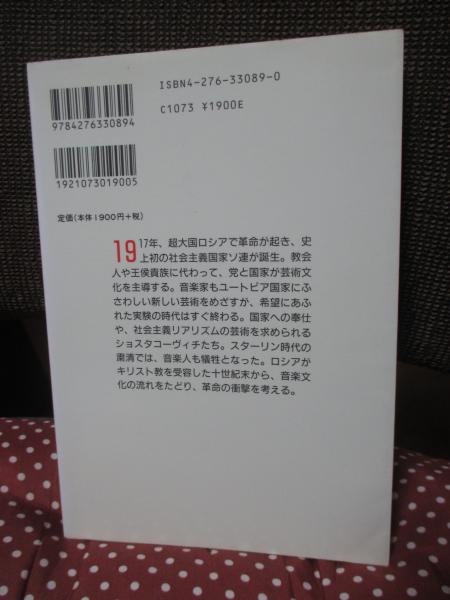 ISBN4-276-33089-0
C1073 ¥1900E
9784276330894
1921073019005
定価(本体1900円+税)
1917年、超大国ロシアで革命が起き、史
上初の社会主義国家ソ連が誕生。教会
人や王侯貴族に代わって、党と国家が芸術文
化を主導する。音楽家もユートピア国家に
ふさわしい新しい芸術をめざすが、希望にあふ
れた実験の時代はすぐ終わる。国家への奉仕
や、社会主義リアリズムの芸術を求められる
ショスタコーヴィチたち。スターリン時代の
粛清では、音楽人も犠牲となった。ロシアが
キリスト教を受容した十世紀末から、音楽文
化の流れをたどり、革命の衝撃を考える。